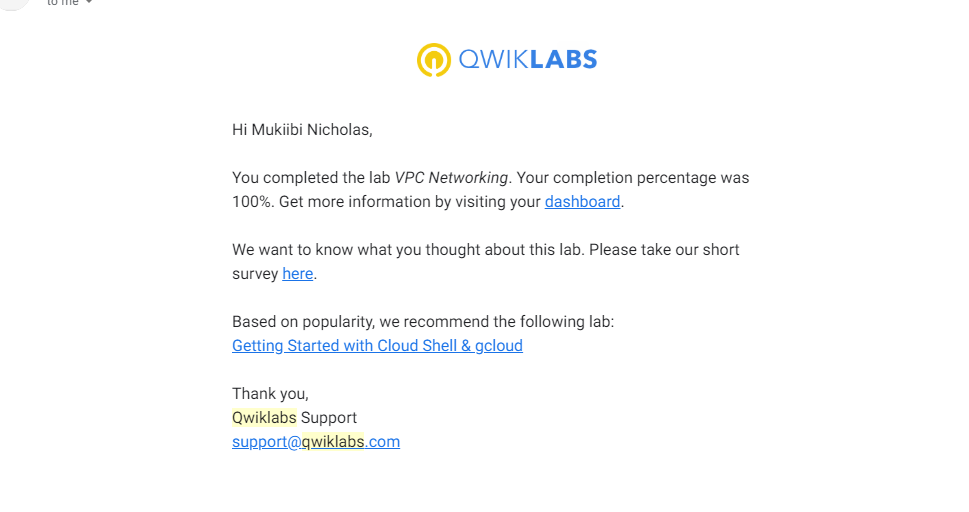 to me
QWIKLABS
Hi Mukiibi Nicholas,
You completed the lab VPC Networking. Your completion percentage was
100%. Get more information by visiting your dashboard.
We want to know what you thought about this lab. Please take our short
survey here.
Based on popularity, we recommend the following lab:
Getting Started with Cloud Shell & gcloud
Thank you,
Qwiklabs Support
support@qwiklabs.com